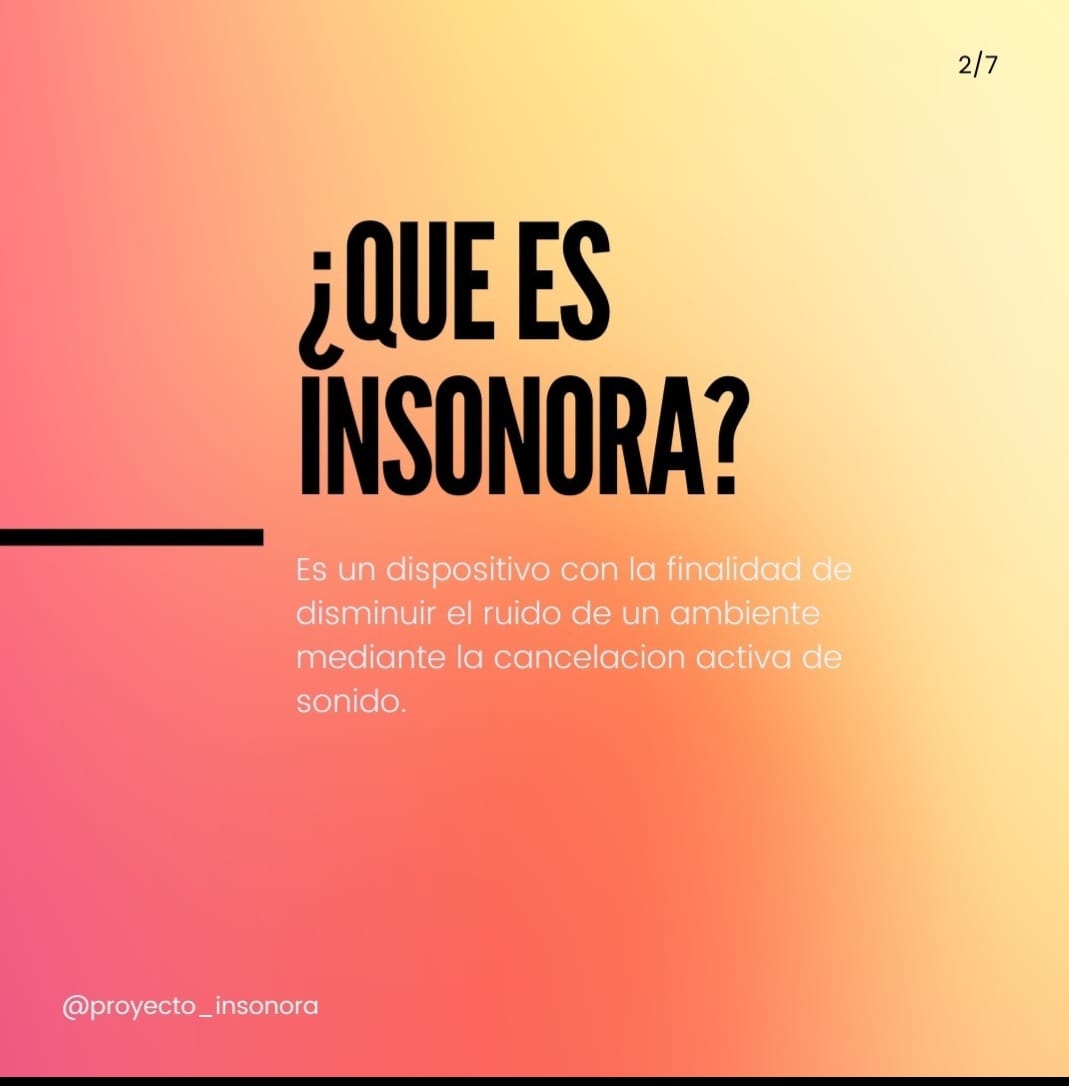 2/7
¿QUE ES
INSONORA?
Es un dispositivo con la finalidad de
disminuir el ruido de un ambiente
mediante la cancelacion activa de
sonido.
@proyecto_insonora